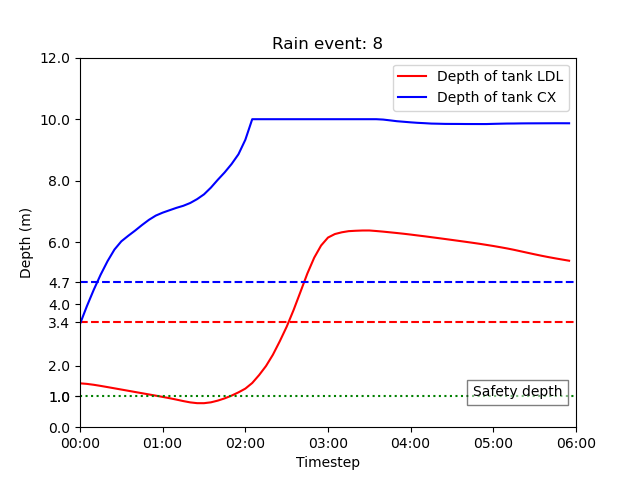 Rain event: 8
Depth of tank LDL
Depth of tank CX
Depth (m)
12.0
10.0
8.0
6.0
4.7
4.0
3.4
2.0
1.0
0.0
Safety depth
00:00 01:00 02:00 03:00 04:00 05:00 06:00
Timestep